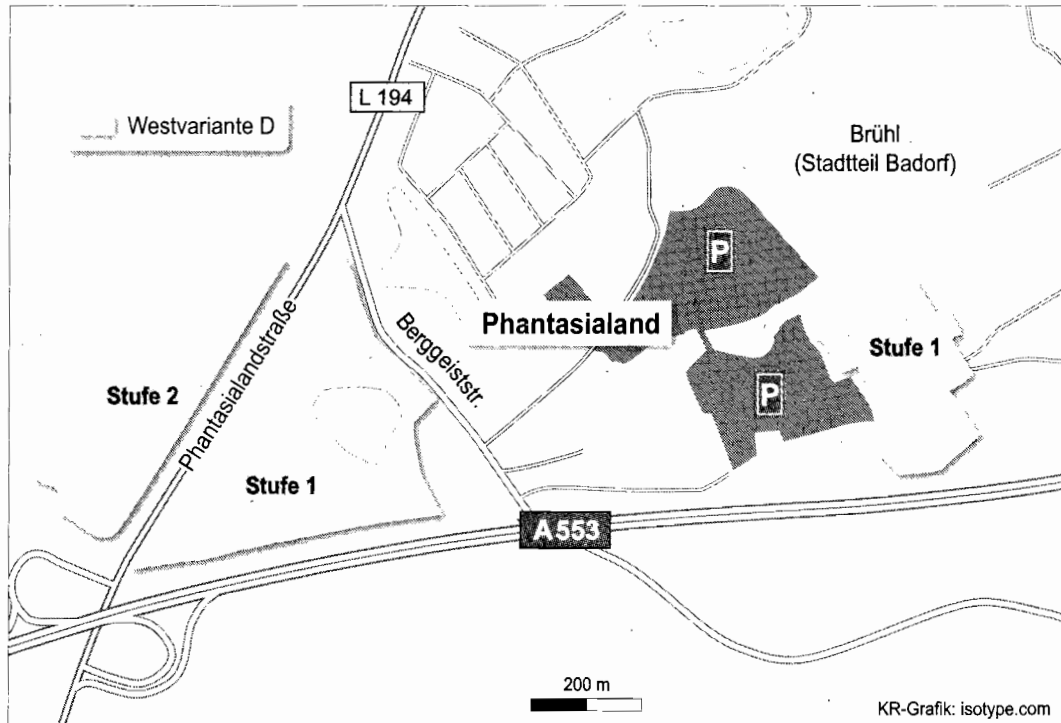 L 194
Westvariante D
Brühl
(Stadtteil Badorf)
P
Phantasialand
Berggeiststr.
Stufe 1
Phantasialandstraße
Stufe 2
P
Stufe 1
A 553
200 m
KR-Grafik: isotype.com